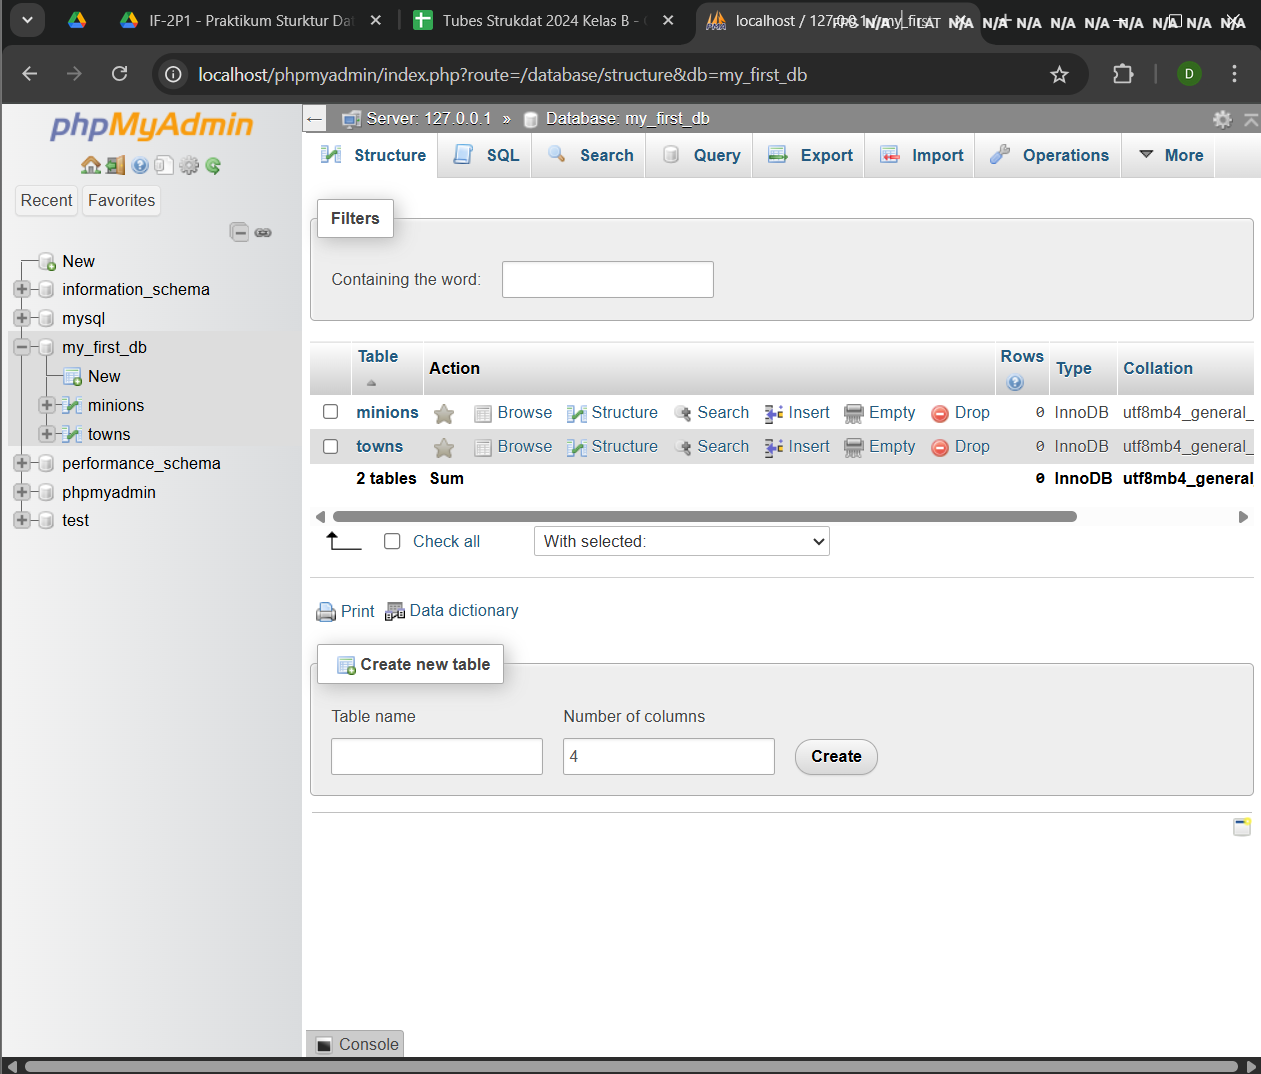 IF-2P1 - Praktikum Sturktur Dat
Tubes Strukdat 2024 Kelas B -
localhost / 127.0.0.1 / my_first
FPS N/A LAT N/A N/A N/A N/A N/A N/A N/A N/A N/A
localhost/phpmyadmin/index.php?route=/database/structure&db=my_first_db
D
phpMyAdmin
Recent Favorites
New
information_schema
mysql
my_first_db
New
minions
towns
performance_schema
phpmyadmin
test
Server: 127.0.0.1 » Database: my_first_db
Structure SQL Search Query Export Import Operations More
Filters
Containing the word:
Table Action Rows Type Collation
minions Browse Structure Search Insert Empty Drop 0 InnoDB utf8mb4_general_
towns Browse Structure Search Insert Empty Drop 0 InnoDB utf8mb4_general_
2 tables Sum 0 InnoDB utf8mb4_general
Check all With selected:
Print Data dictionary
Create new table
Table name Number of columns
4 Create
Console